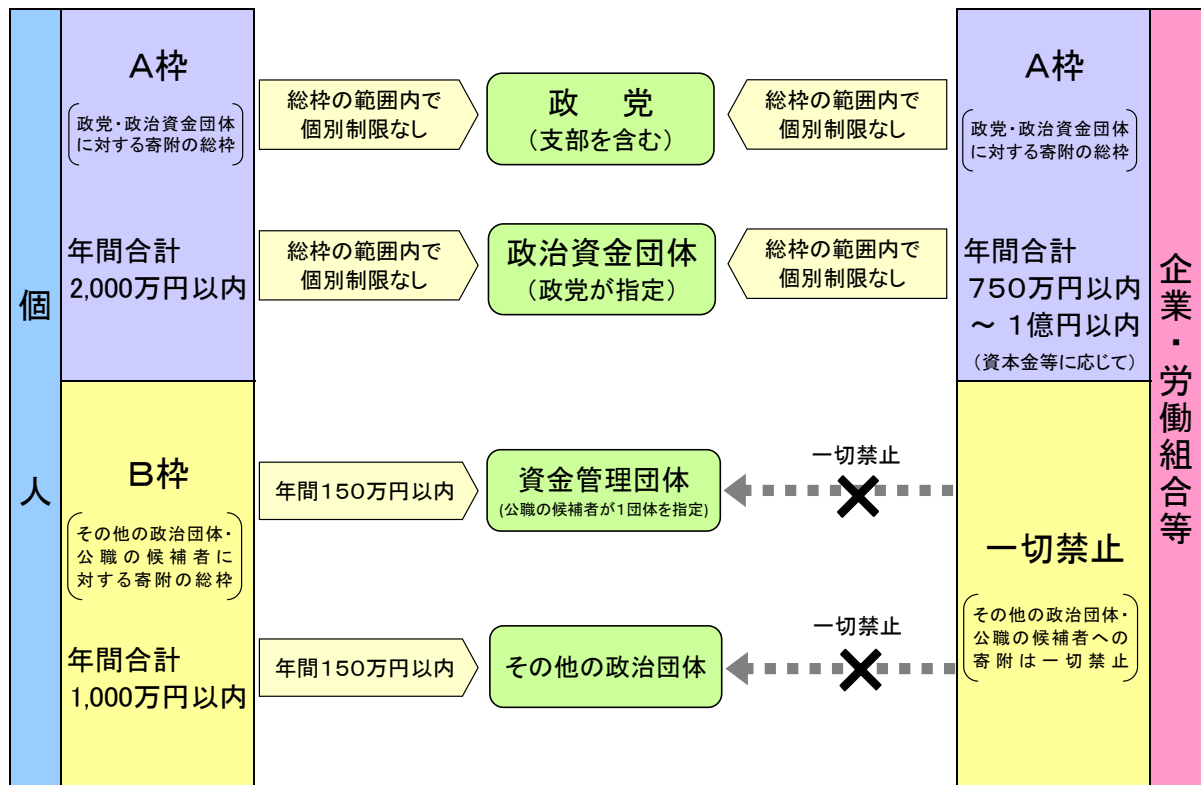 個人
A枠
政党・政治資金団体
に対する寄附の総枠
年間合計
2,000万円以内
B枠
その他の政治団体・
公職の候補者に
対する寄附の総枠
年間合計
1,000万円以内
総枠の範囲内で
個別制限なし
政　党
（支部を含む）
総枠の範囲内で
個別制限なし
総枠の範囲内で
個別制限なし
政治資金団体
（政党が指定）
総枠の範囲内で
個別制限なし
年間150万円以内
資金管理団体
(公職の候補者が1団体を指定)
一切禁止
年間150万円以内
その他の政治団体
一切禁止
A枠
政党・政治資金団体
に対する寄附の総枠
年間合計
750万円以内
～ 1億円以内
（資本金等に応じて）
一切禁止
その他の政治団体・
公職の候補者への
寄附は一切禁止
企業・労働組合等